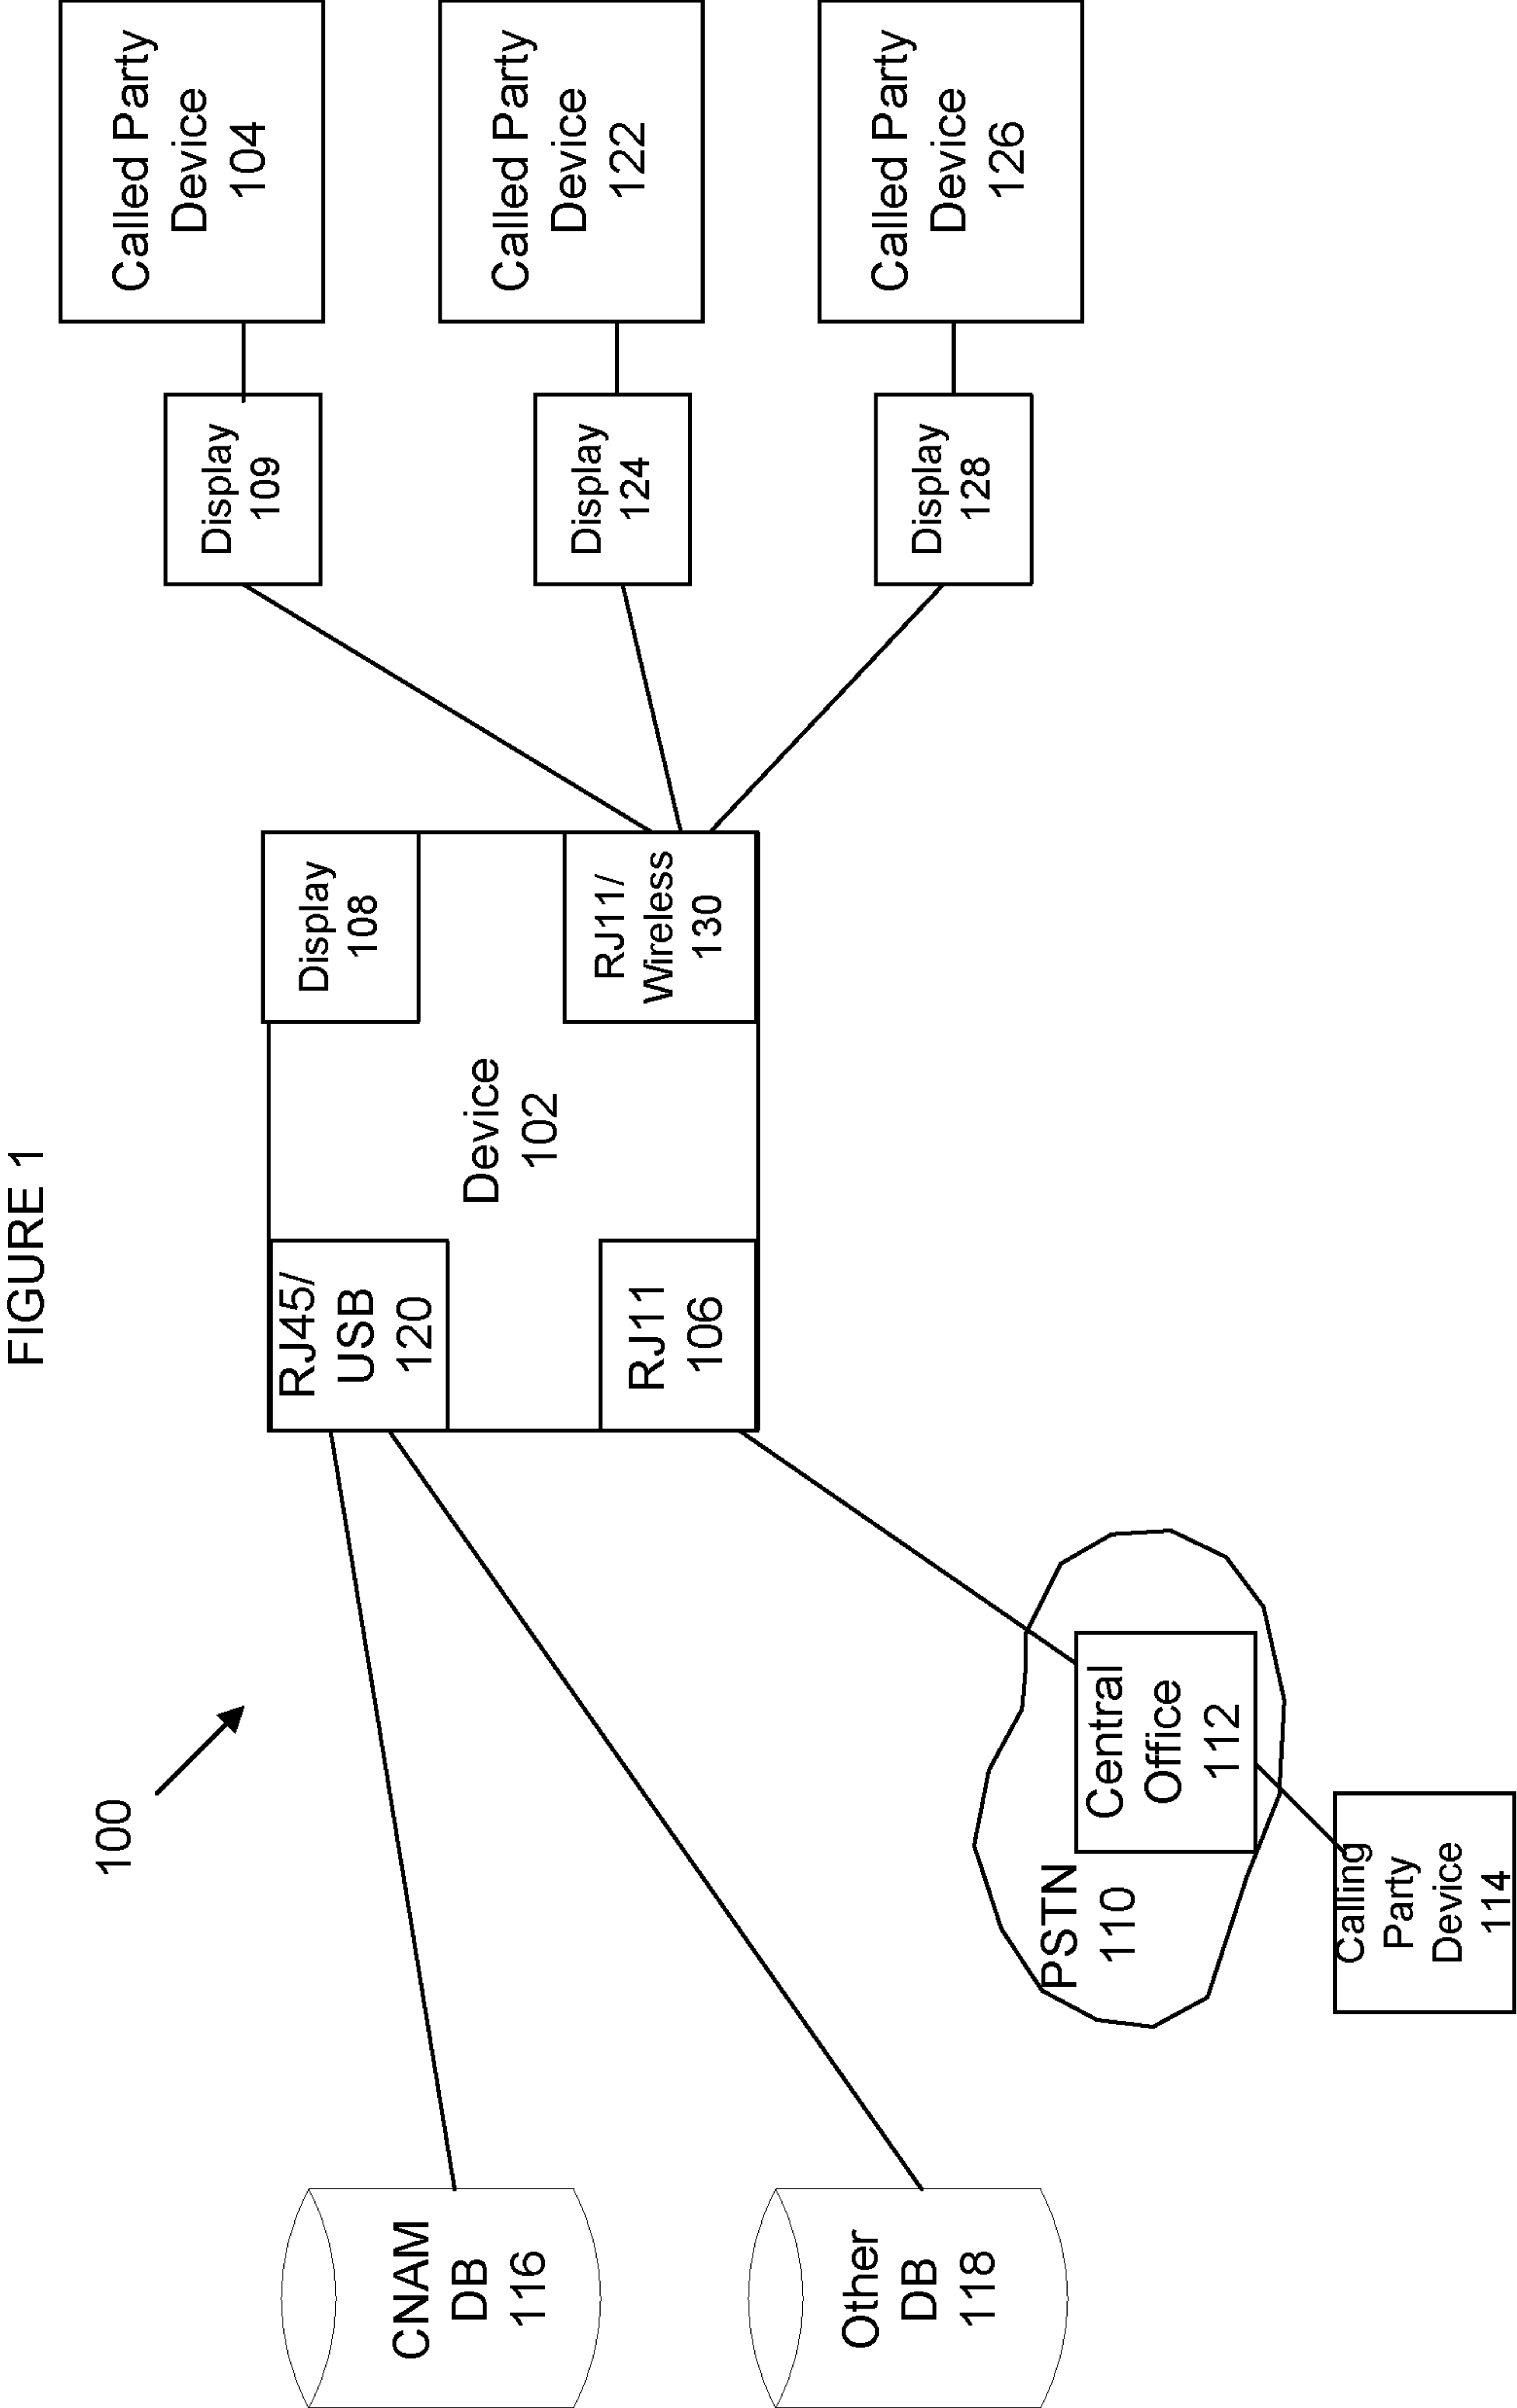 FIGURE 1
100
CNAM
DB
116
Other
DB
118
PSTN
110
Central
Office
112
Calling
Party
Device
114
RJ45/
USB
120
RJ11
106
Device
102
Display
108
RJ11/
Wireless
130
Display
109
Display
124
Display
128
Called Party
Device
104
Called Party
Device
122
Called Party
Device
126